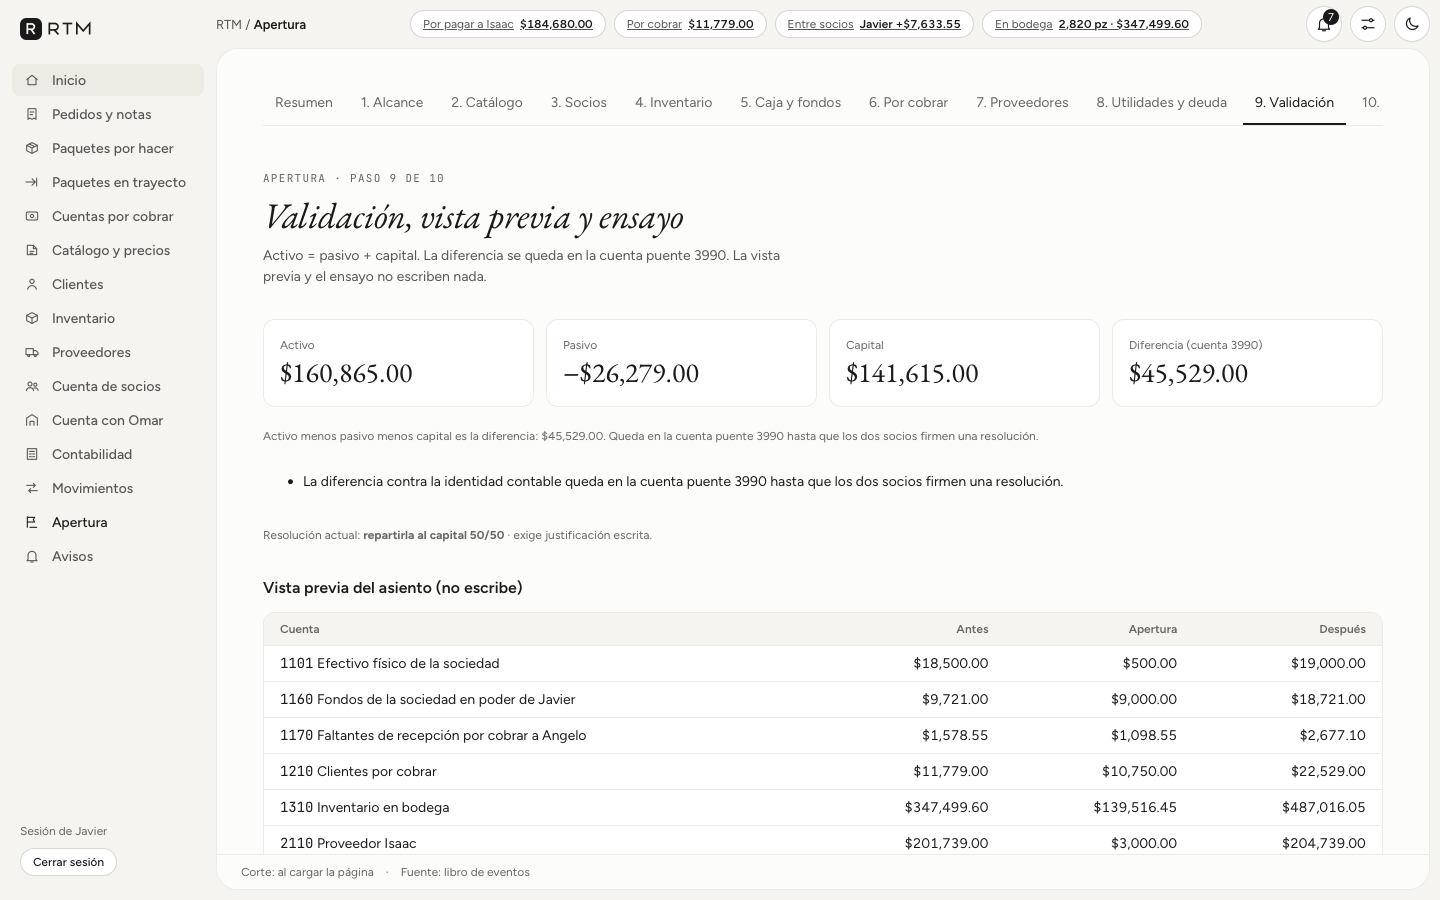 R RTM
RTM / Apertura
Por pagar a Isaac $184,680.00
Por cobrar $11,779.00
Entre socios Javier +$7,633.55
En bodega 2,820 pz · $347,499.60
7
Inicio
Pedidos y notas
Paquetes por hacer
Paquetes en trayecto
Cuentas por cobrar
Catálogo y precios
Clientes
Inventario
Proveedores
Cuenta de socios
Cuenta con Omar
Contabilidad
Movimientos
Apertura
Avisos
Sesión de Javier
Cerrar sesión
Resumen 1. Alcance 2. Catálogo 3. Socios 4. Inventario 5. Caja y fondos 6. Por cobrar 7. Proveedores 8. Utilidades y deuda 9. Validación 10.
APERTURA · PASO 9 DE 10
Validación, vista previa y ensayo
Activo = pasivo + capital. La diferencia se queda en la cuenta puente 3990. La vista
previa y el ensayo no escriben nada.
Activo
$160,865.00
Pasivo
−$26,279.00
Capital
$141,615.00
Diferencia (cuenta 3990)
$45,529.00
Activo menos pasivo menos capital es la diferencia: $45,529.00. Queda en la cuenta puente 3990 hasta que los dos socios firmen una resolución.
• La diferencia contra la identidad contable queda en la cuenta puente 3990 hasta que los dos socios firmen una resolución.
Resolución actual: repartirla al capital 50/50 · exige justificación escrita.
Vista previa del asiento (no escribe)
Cuenta Antes Apertura Después
1101 Efectivo físico de la sociedad $18,500.00 $500.00 $19,000.00
1160 Fondos de la sociedad en poder de Javier $9,721.00 $9,000.00 $18,721.00
1170 Faltantes de recepción por cobrar a Angelo $1,578.55 $1,098.55 $2,677.10
1210 Clientes por cobrar $11,779.00 $10,750.00 $22,529.00
1310 Inventario en bodega $347,499.60 $139,516.45 $487,016.05
2110 Proveedor Isaac $201,739.00 $3,000.00 $204,739.00
Corte: al cargar la página · Fuente: libro de eventos